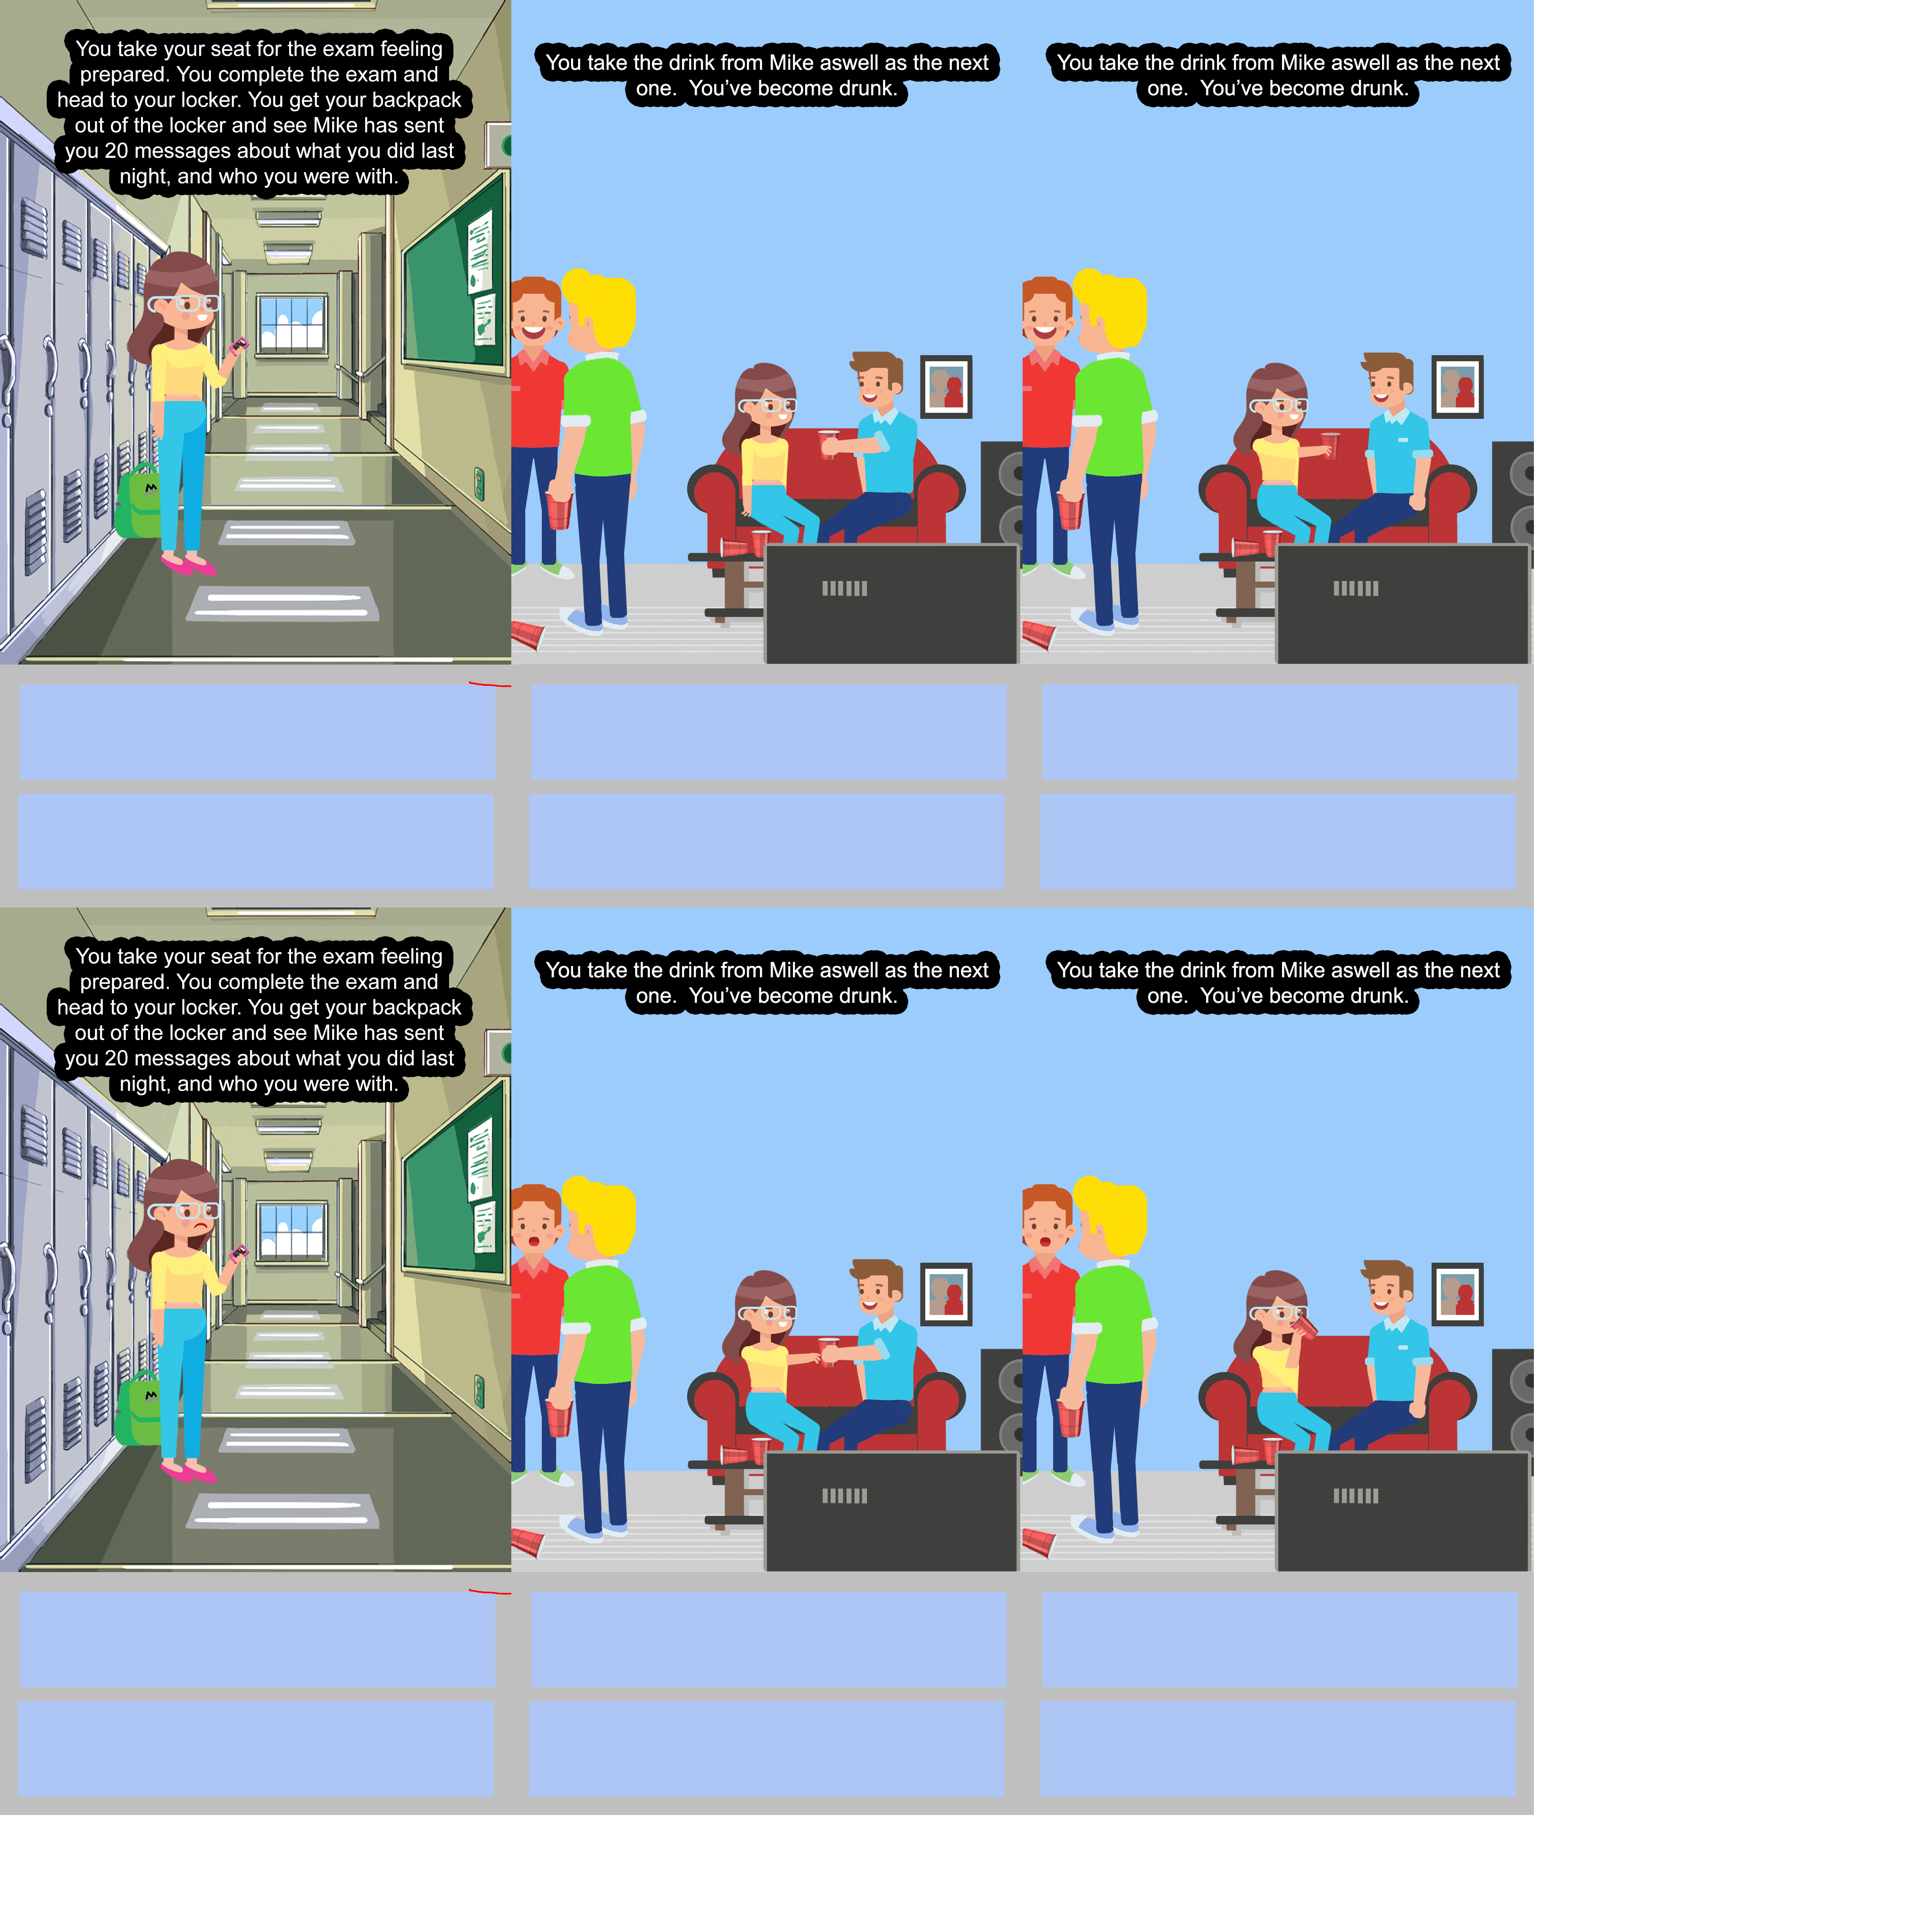 You take your seat for the exam feeling
prepared. You complete the exam and
head to your locker. You get your backpack
out of the locker and see Mike has sent
you 20 messages about what you did last
night, and who you were with.
You take the drink from Mike aswell as the next
one.  You've become drunk.
You take the drink from Mike aswell as the next
one.  You've become drunk.
You take your seat for the exam feeling
prepared. You complete the exam and
head to your locker. You get your backpack
out of the locker and see Mike has sent
you 20 messages about what you did last
night, and who you were with.
You take the drink from Mike aswell as the next
one.  You've become drunk.
You take the drink from Mike aswell as the next
one.  You've become drunk.